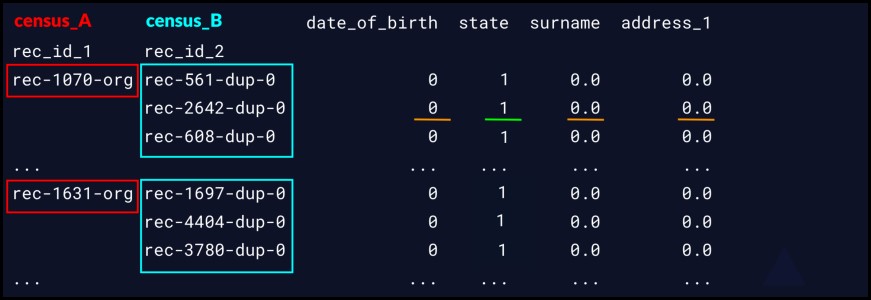 census_A census_B date_of_birth state surname address_1
rec_id_1 rec_id_2
rec-1070-org rec-561-dup-0 0 1 0.0 0.0
rec-2642-dup-0 0 1 0.0 0.0
rec-608-dup-0 0 1 0.0 0.0
... ... ... ... ...
rec-1631-org rec-1697-dup-0 0 1 0.0 0.0
rec-4404-dup-0 0 1 0.0 0.0
rec-3780-dup-0 0 1 0.0 0.0
... ... ... ... ...